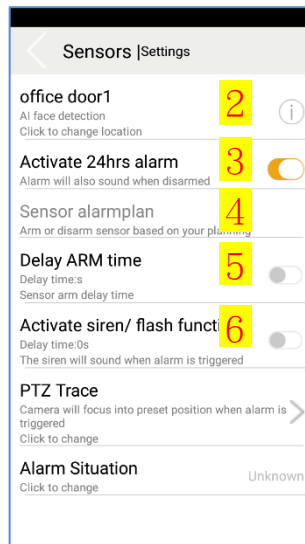 Sensors |Settings
office door1
2
AI face detection
Click to change location
Activate 24hrs alarm
3
Alarm will also sound when disarmed
Sensor alarmplan
4
Arm or disarm sensor based on your planning
Delay ARM time
5
Delay time:s
Sensor arm delay time
Activate siren/ flash functi
6
Delay time:0s
The siren will sound when alarm is triggered
PTZ Trace
Camera will focus into preset position when alarm is
triggered
Click to change
Alarm Situation
Unknown
Click to change